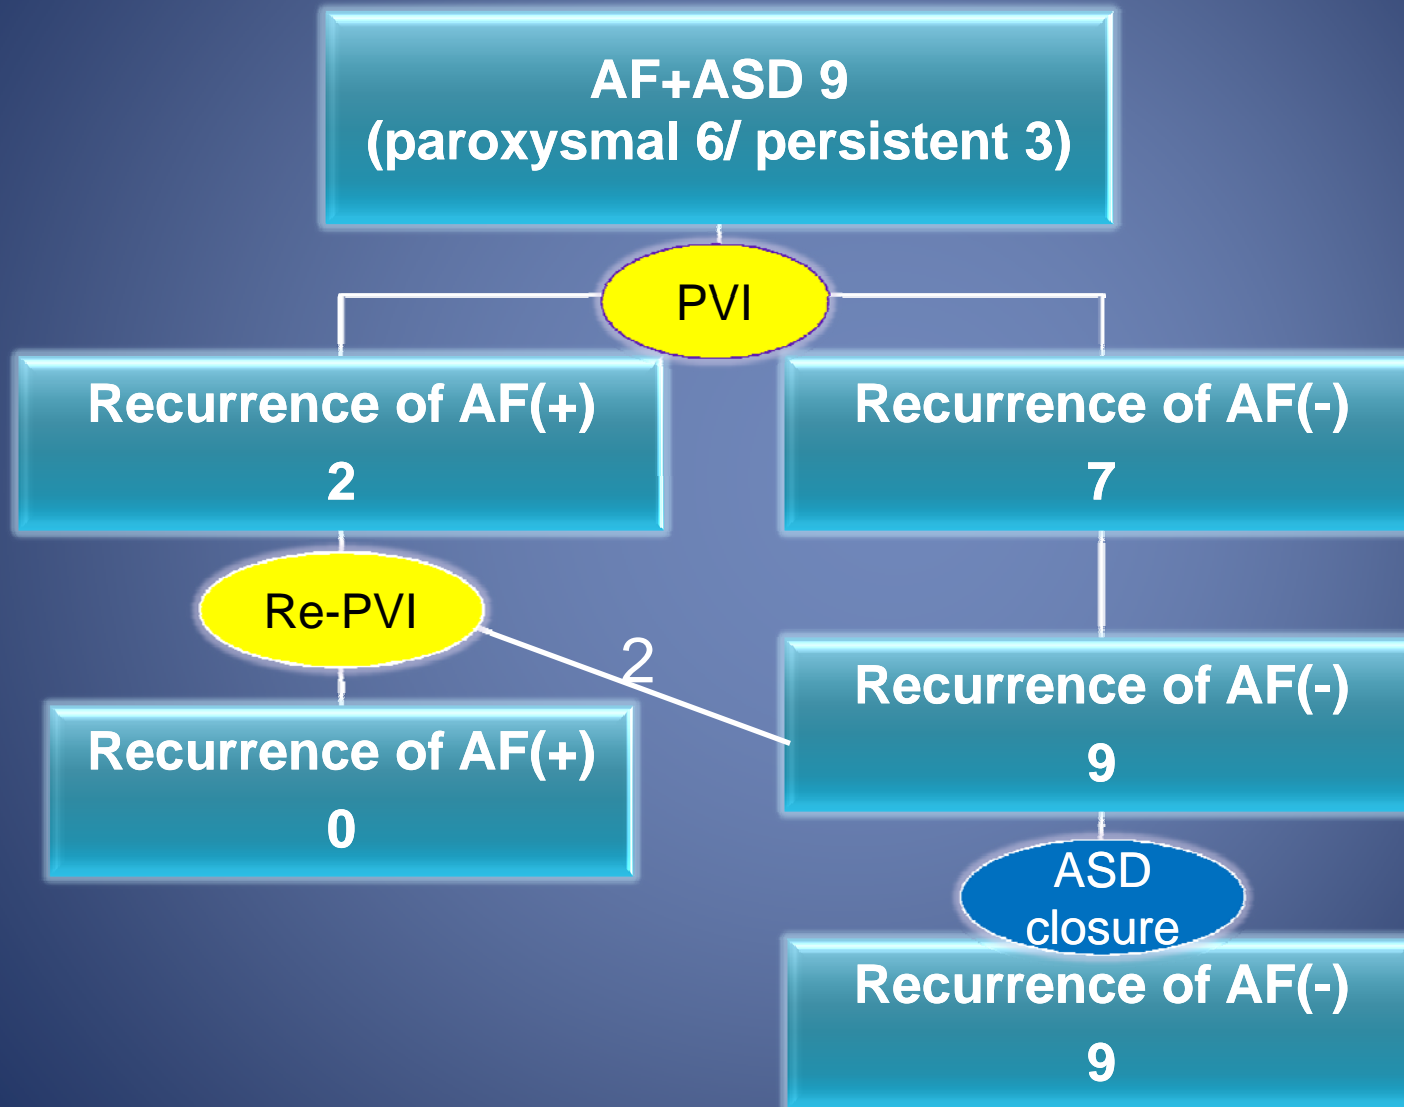 AF+ASD 9
(paroxysmal 6/ persistent 3)
PVI
Recurrence of AF(+)
2
Recurrence of AF(-)
7
Re-PVI
2
Recurrence of AF(-)
9
Recurrence of AF(+)
0
ASD
closure
Recurrence of AF(-)
9